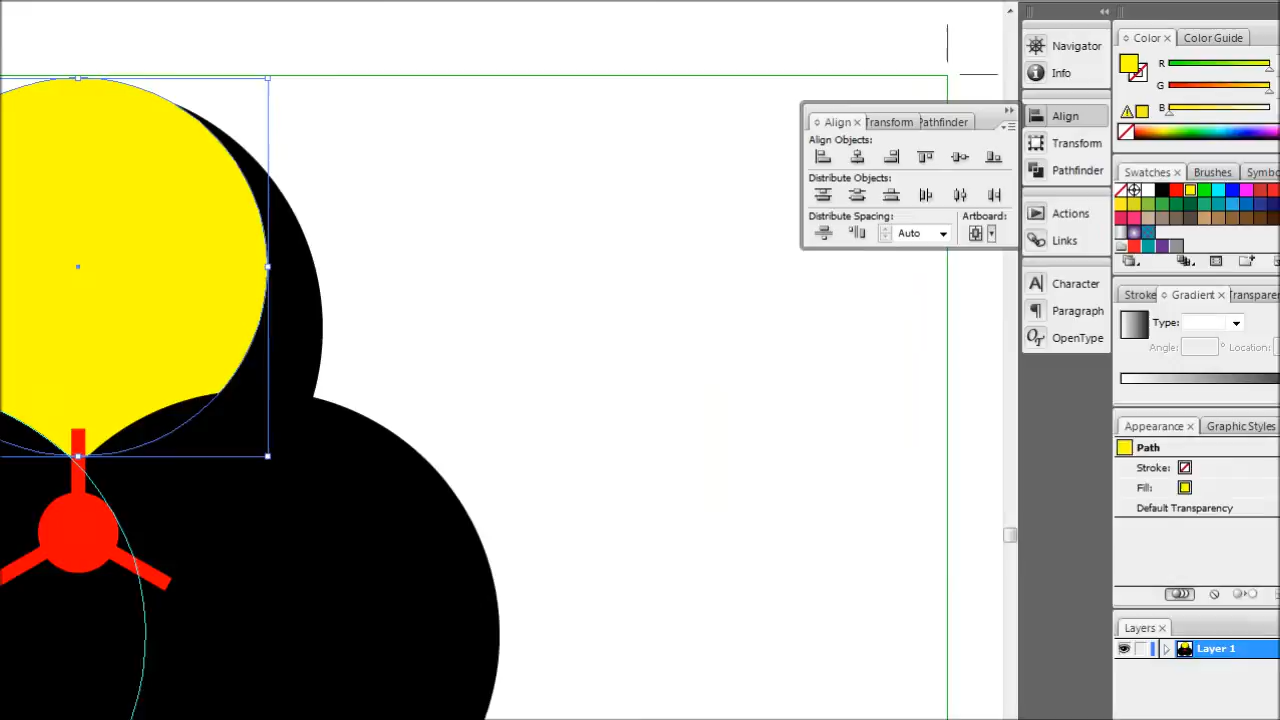 Navigator
Info
Align
Transform
Pathfinder
Actions
Links
Character
Paragraph
OpenType
Align Transform Pathfinder
Align Objects:
Distribute Objects:
Distribute Spacing: Artboard:
Auto
Color Color Guide
R
G
B
Swatches Brushes Symbo
Stroke Gradient Transparen
Type:
Angle: ° Location:
Appearance Graphic Styles
Path
Stroke:
Fill:
Default Transparency
Layers
Layer 1